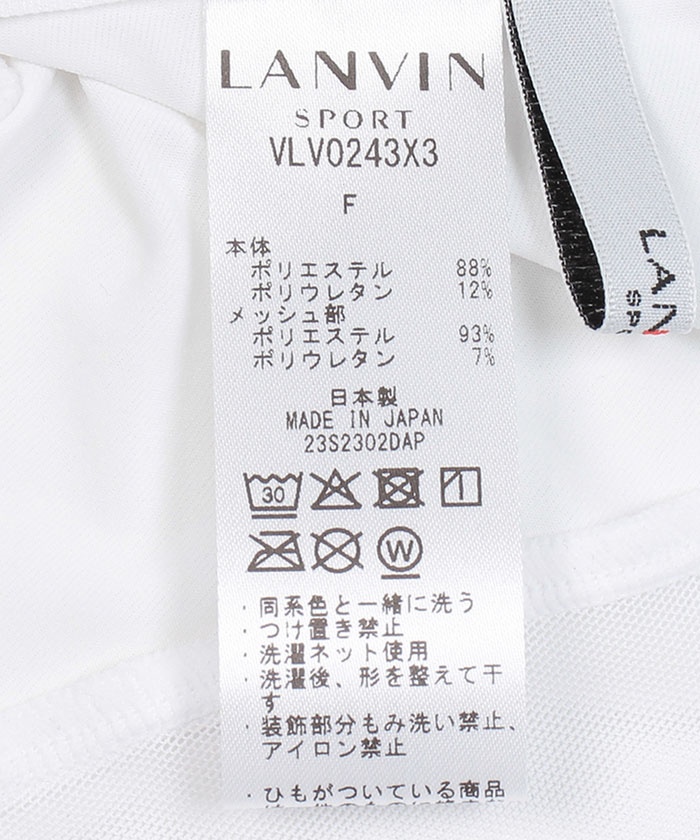 LANVIN
SPORT
VLV0243X3
F
本体
ポリエステル 88%
ポリウレタン 12%
メッシュ部
ポリエステル 93%
ポリウレタン 7%
日本製
MADE IN JAPAN
23S2302DAP
30
W
・同系色と一緒に洗う
・つけ置き禁止
・洗濯ネット使用
・洗濯後、形を整えて干
す
・装飾部分もみ洗い禁止、
アイロン禁止
・ひもがついている商品
LAN
SP